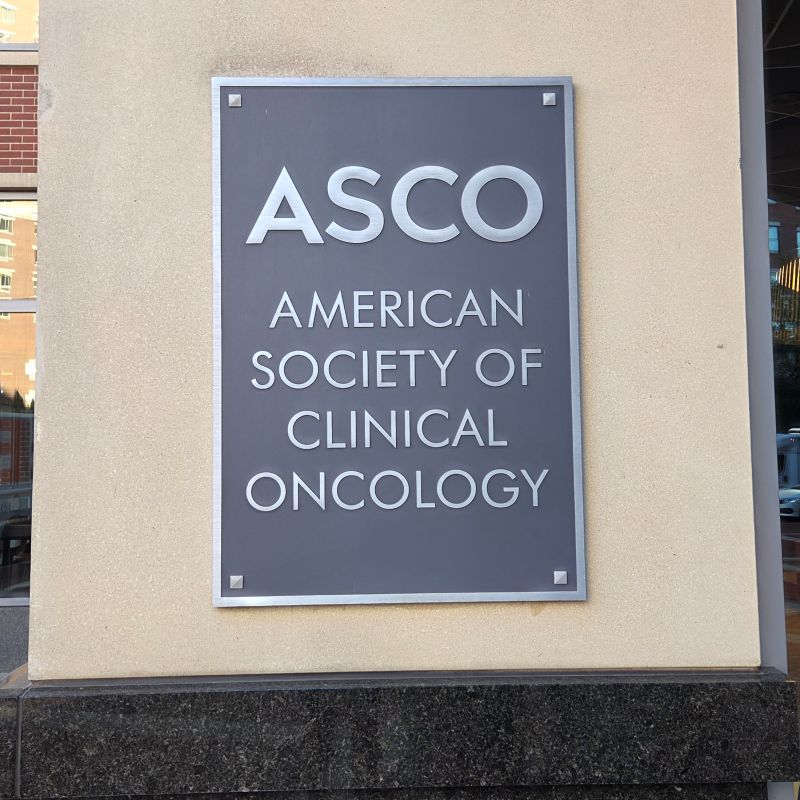 ASCO
AMERICAN
SOCIETY OF
CLINICAL
ONCOLOGY